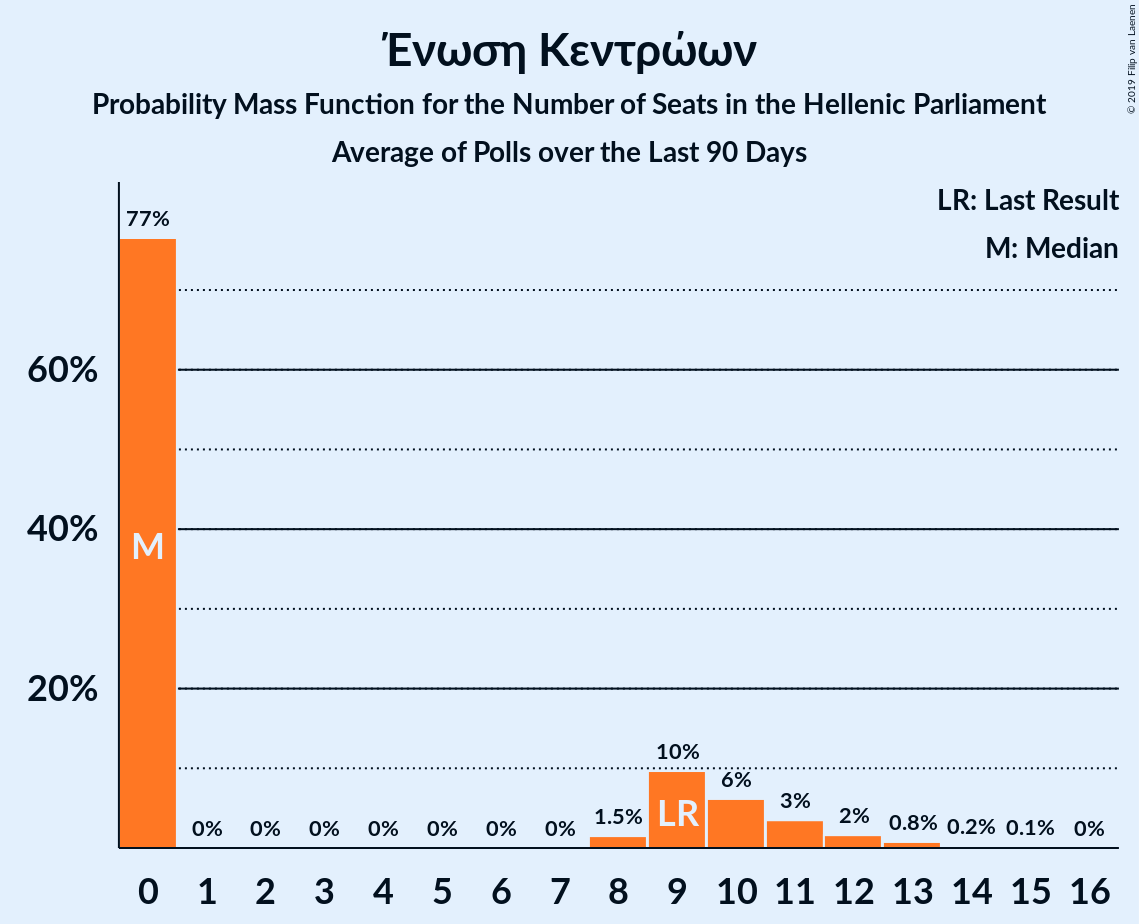 Ένωση Κεντρώων
Probability Mass Function for the Number of Seats in the Hellenic Parliament
Average of Polls over the Last 90 Days
© 2019 Filip van Laenen
LR: Last Result
M: Median
77%
60%
40%
20%
M
0% 0% 0% 0% 0% 0% 0% 1.5% 10% 6% 3% 2% 0.8% 0.2% 0.1% 0%
LR
0 1 2 3 4 5 6 7 8 9 10 11 12 13 14 15 16